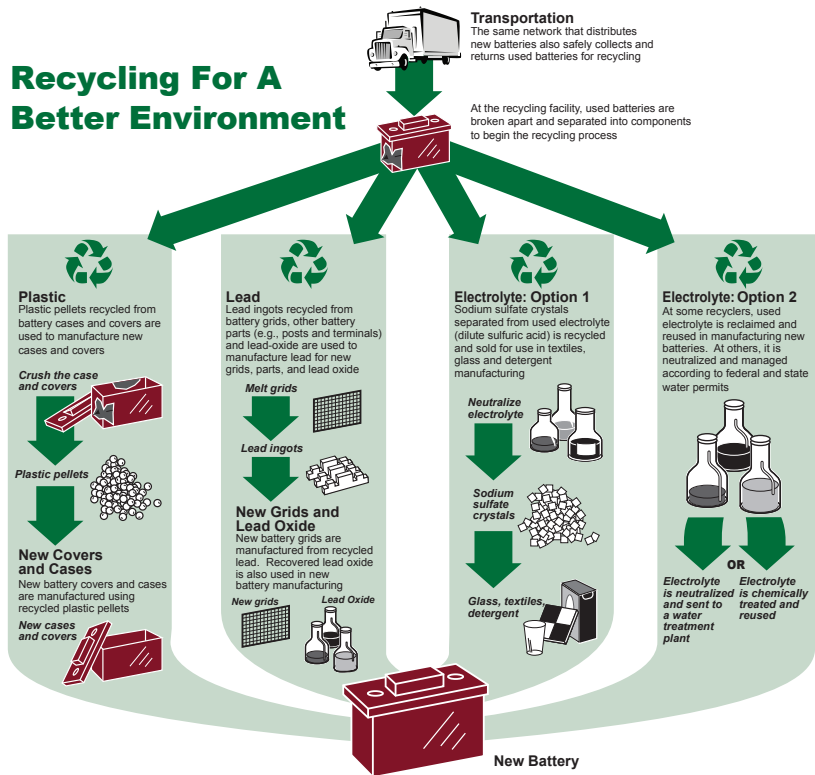 Recycling For A
Better Environment
Transportation
The same network that distributes
new batteries also safely collects and
returns used batteries for recycling
At the recycling facility, used batteries are
broken apart and separated into components
to begin the recycling process
Plastic
Plastic pellets recycled from
battery cases and covers are
used to manufacture new
cases and covers
Crush the case
and covers
Plastic pellets
New Covers
and Cases
New battery covers and cases
are manufactured using
recycled plastic pellets
New cases
and covers
Lead
Lead ingots recycled from
battery grids, other battery
parts (e.g., posts and terminals)
and lead-oxide are used to
manufacture lead for new
grids, parts, and lead oxide
Melt grids
Lead ingots
New Grids and
Lead Oxide
New battery grids are
manufactured from recycled
lead. Recovered lead oxide
is also used in new
battery manufacturing
New grids
Lead Oxide
Electrolyte: Option 1
Sodium sulfate crystals
separated from used electrolyte
(dilute sulfuric acid) is recycled
and sold for use in textiles,
glass and detergent
manufacturing
Neutralize
electrolyte
Sodium
sulfate
crystals
Glass, textiles,
detergent
Electrolyte: Option 2
At some recyclers, used
electrolyte is reclaimed and
reused in manufacturing new
batteries. At others, it is
neutralized and managed
according to federal and state
water permits
OR
Electrolyte
is neutralized
and sent to
a water
treatment
plant
Electrolyte
is chemically
treated and
reused
New Battery